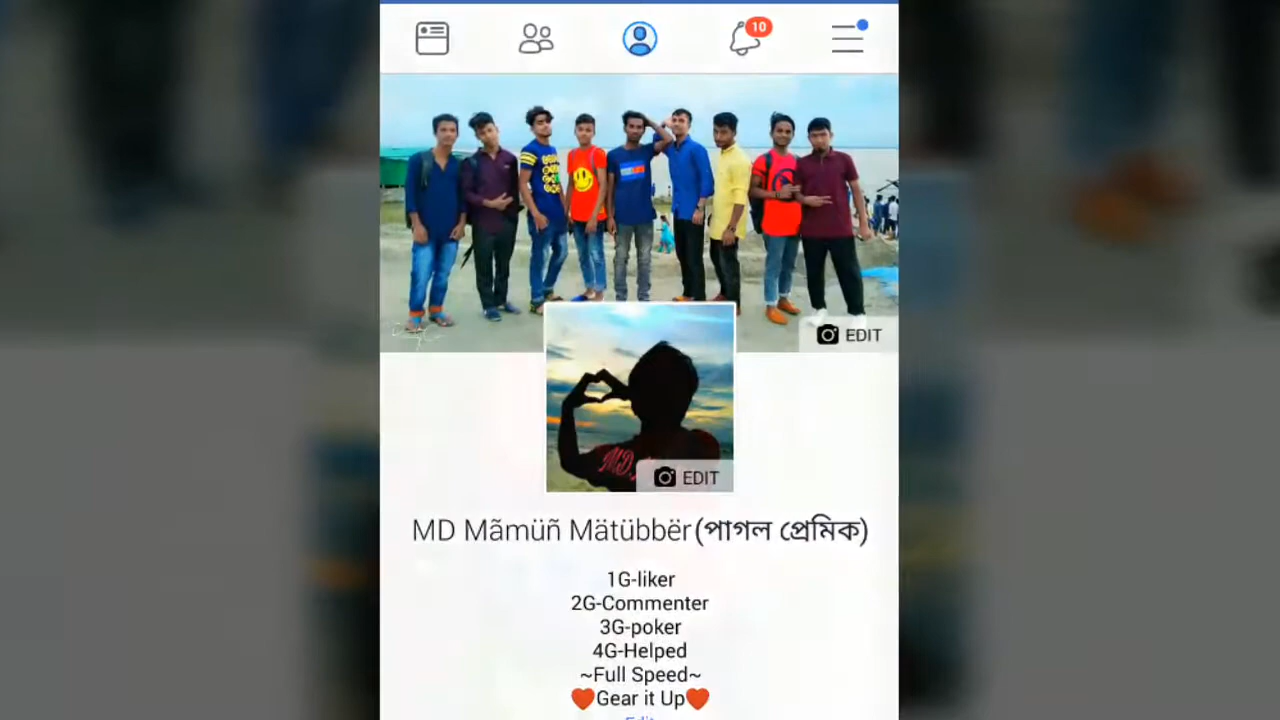 10
EDIT
EDIT
MD Mãmüñ Mätübbër(পাগল প্রেমিক)
1G-liker
2G-Commenter
3G-poker
4G-Helped
~Full Speed~
❤Gear it Up❤
Edit